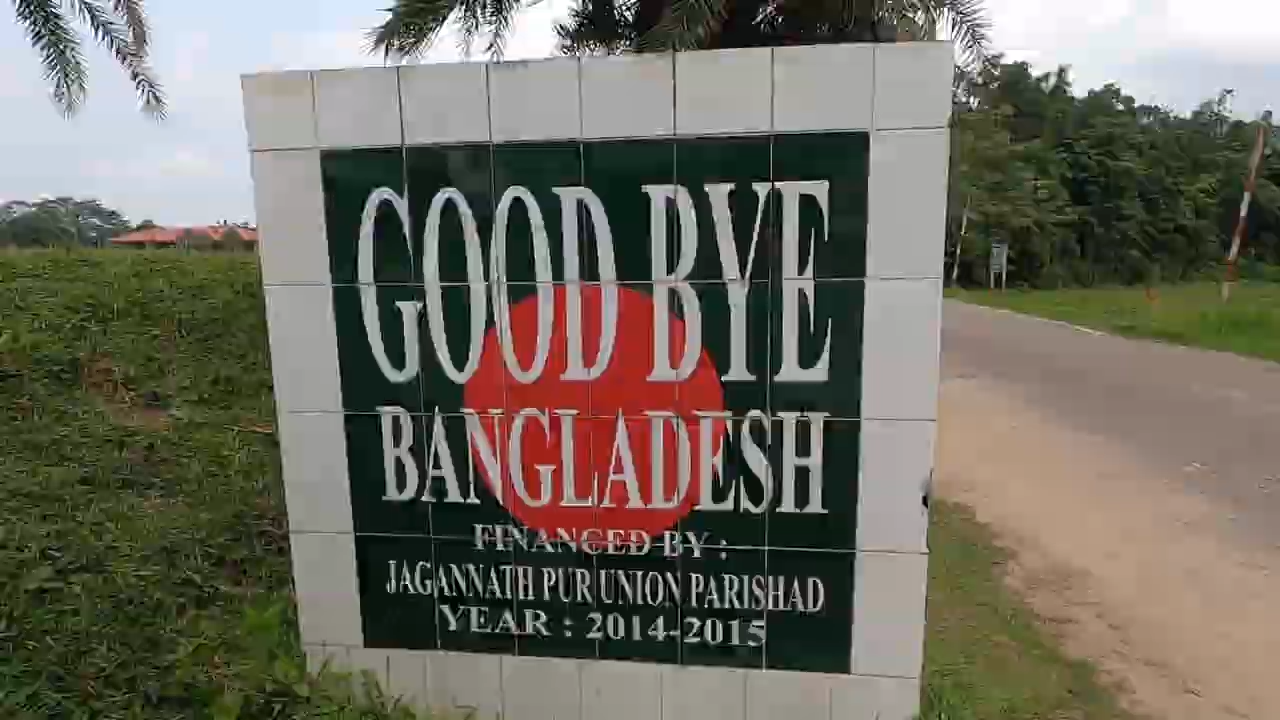 GOOD BYE
BANGLADESH
FINANCED BY :
JAGANNATH PUR UNION PARISHAD
YEAR : 2014-2015